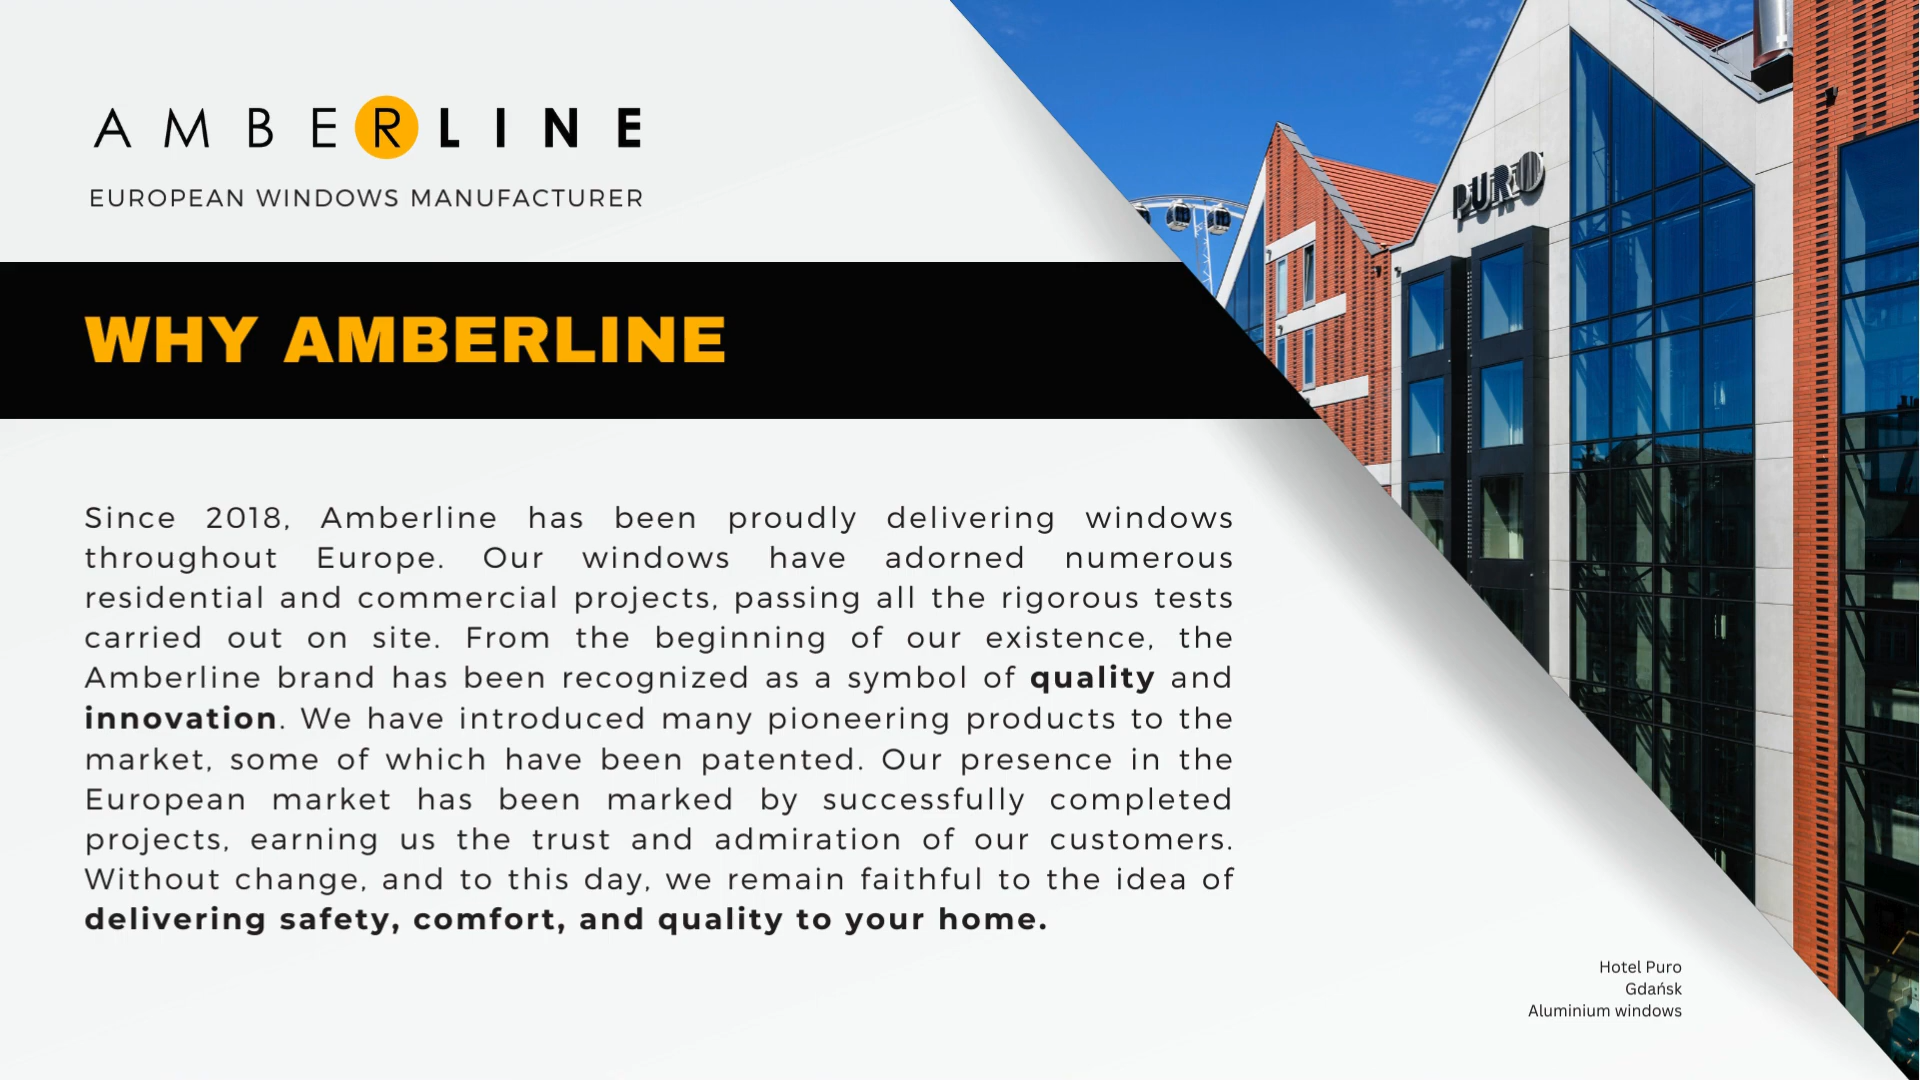 AMBERLINE
EUROPEAN WINDOWS MANUFACTURER
WHY AMBERLINE
PURO
Since 2018, Amberline has been proudly delivering windows
throughout Europe. Our windows have adorned numerous
residential and commercial projects, passing all the rigorous tests
carried out on site. From the beginning of our existence, the
Amberline brand has been recognized as a symbol of quality and
innovation. We have introduced many pioneering products to the
market, some of which have been patented. Our presence in the
European market has been marked by successfully completed
projects, earning us the trust and admiration of our customers.
Without change, and to this day, we remain faithful to the idea of
delivering safety, comfort, and quality to your home.
Hotel Puro
Gdańsk
Aluminium windows